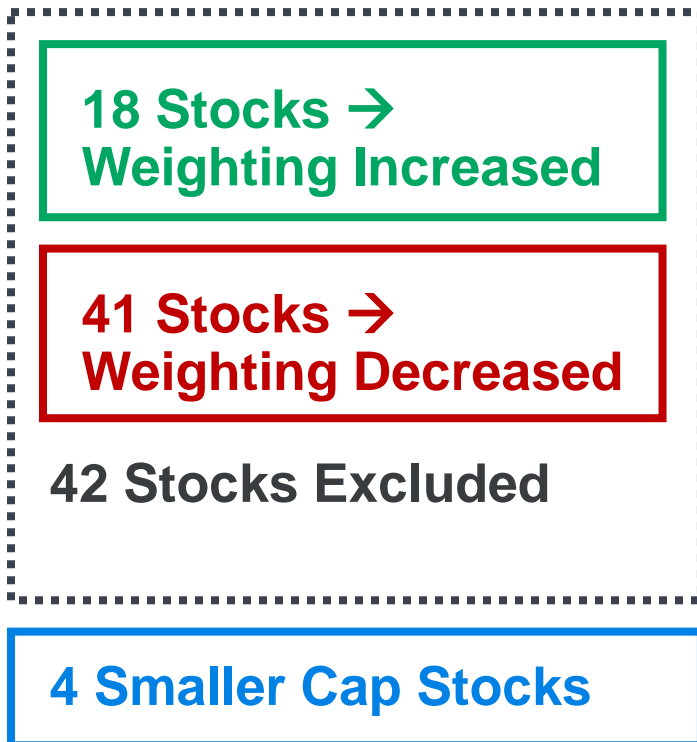 18 Stocks →
Weighting Increased
41 Stocks →
Weighting Decreased
42 Stocks Excluded
4 Smaller Cap Stocks